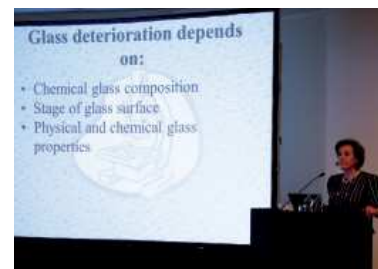 Glass deterioration depends
on:
• Chemical glass composition
• Stage of glass surface
• Physical and chemical glass
properties